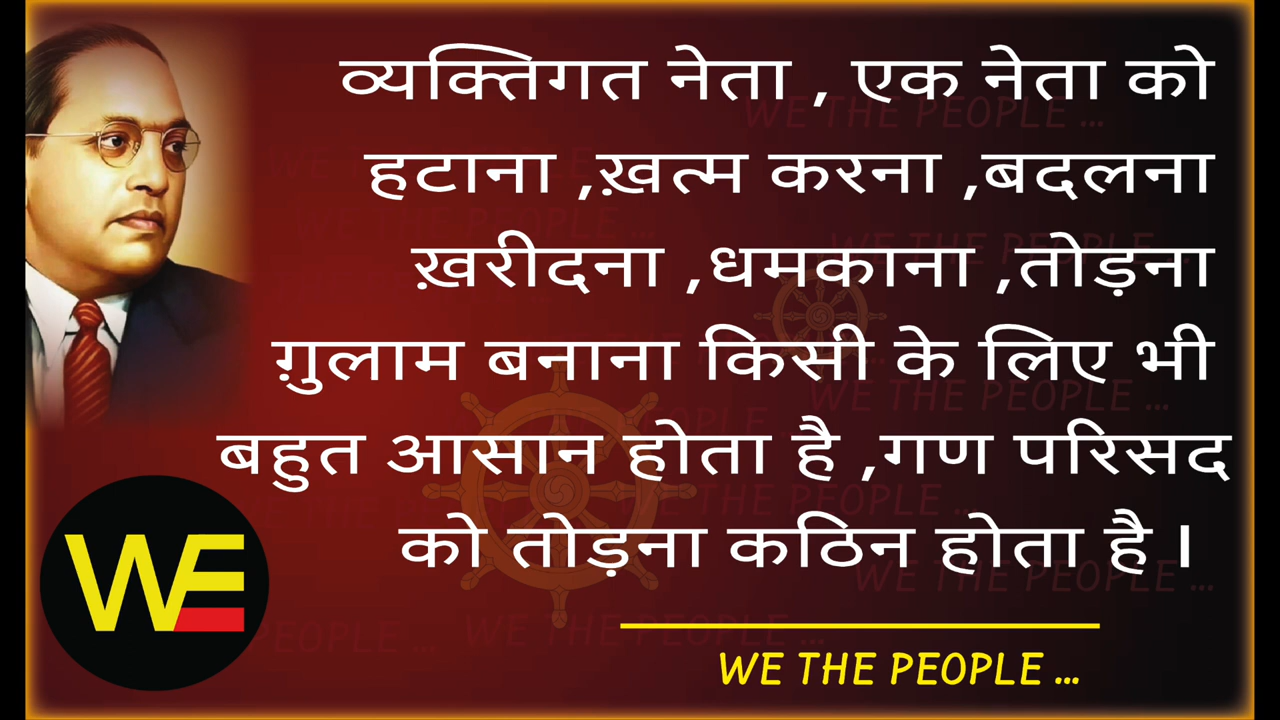 व्यक्तिगत नेता , एक नेता को
हटाना ,ख़त्म करना ,बदलना
ख़रीदना ,धमकाना ,तोड़ना
ग़ुलाम बनाना किसी के लिए भी
बहुत आसान होता है ,गण परिसद
को तोड़ना कठिन होता है ।
WE
WE THE PEOPLE ...